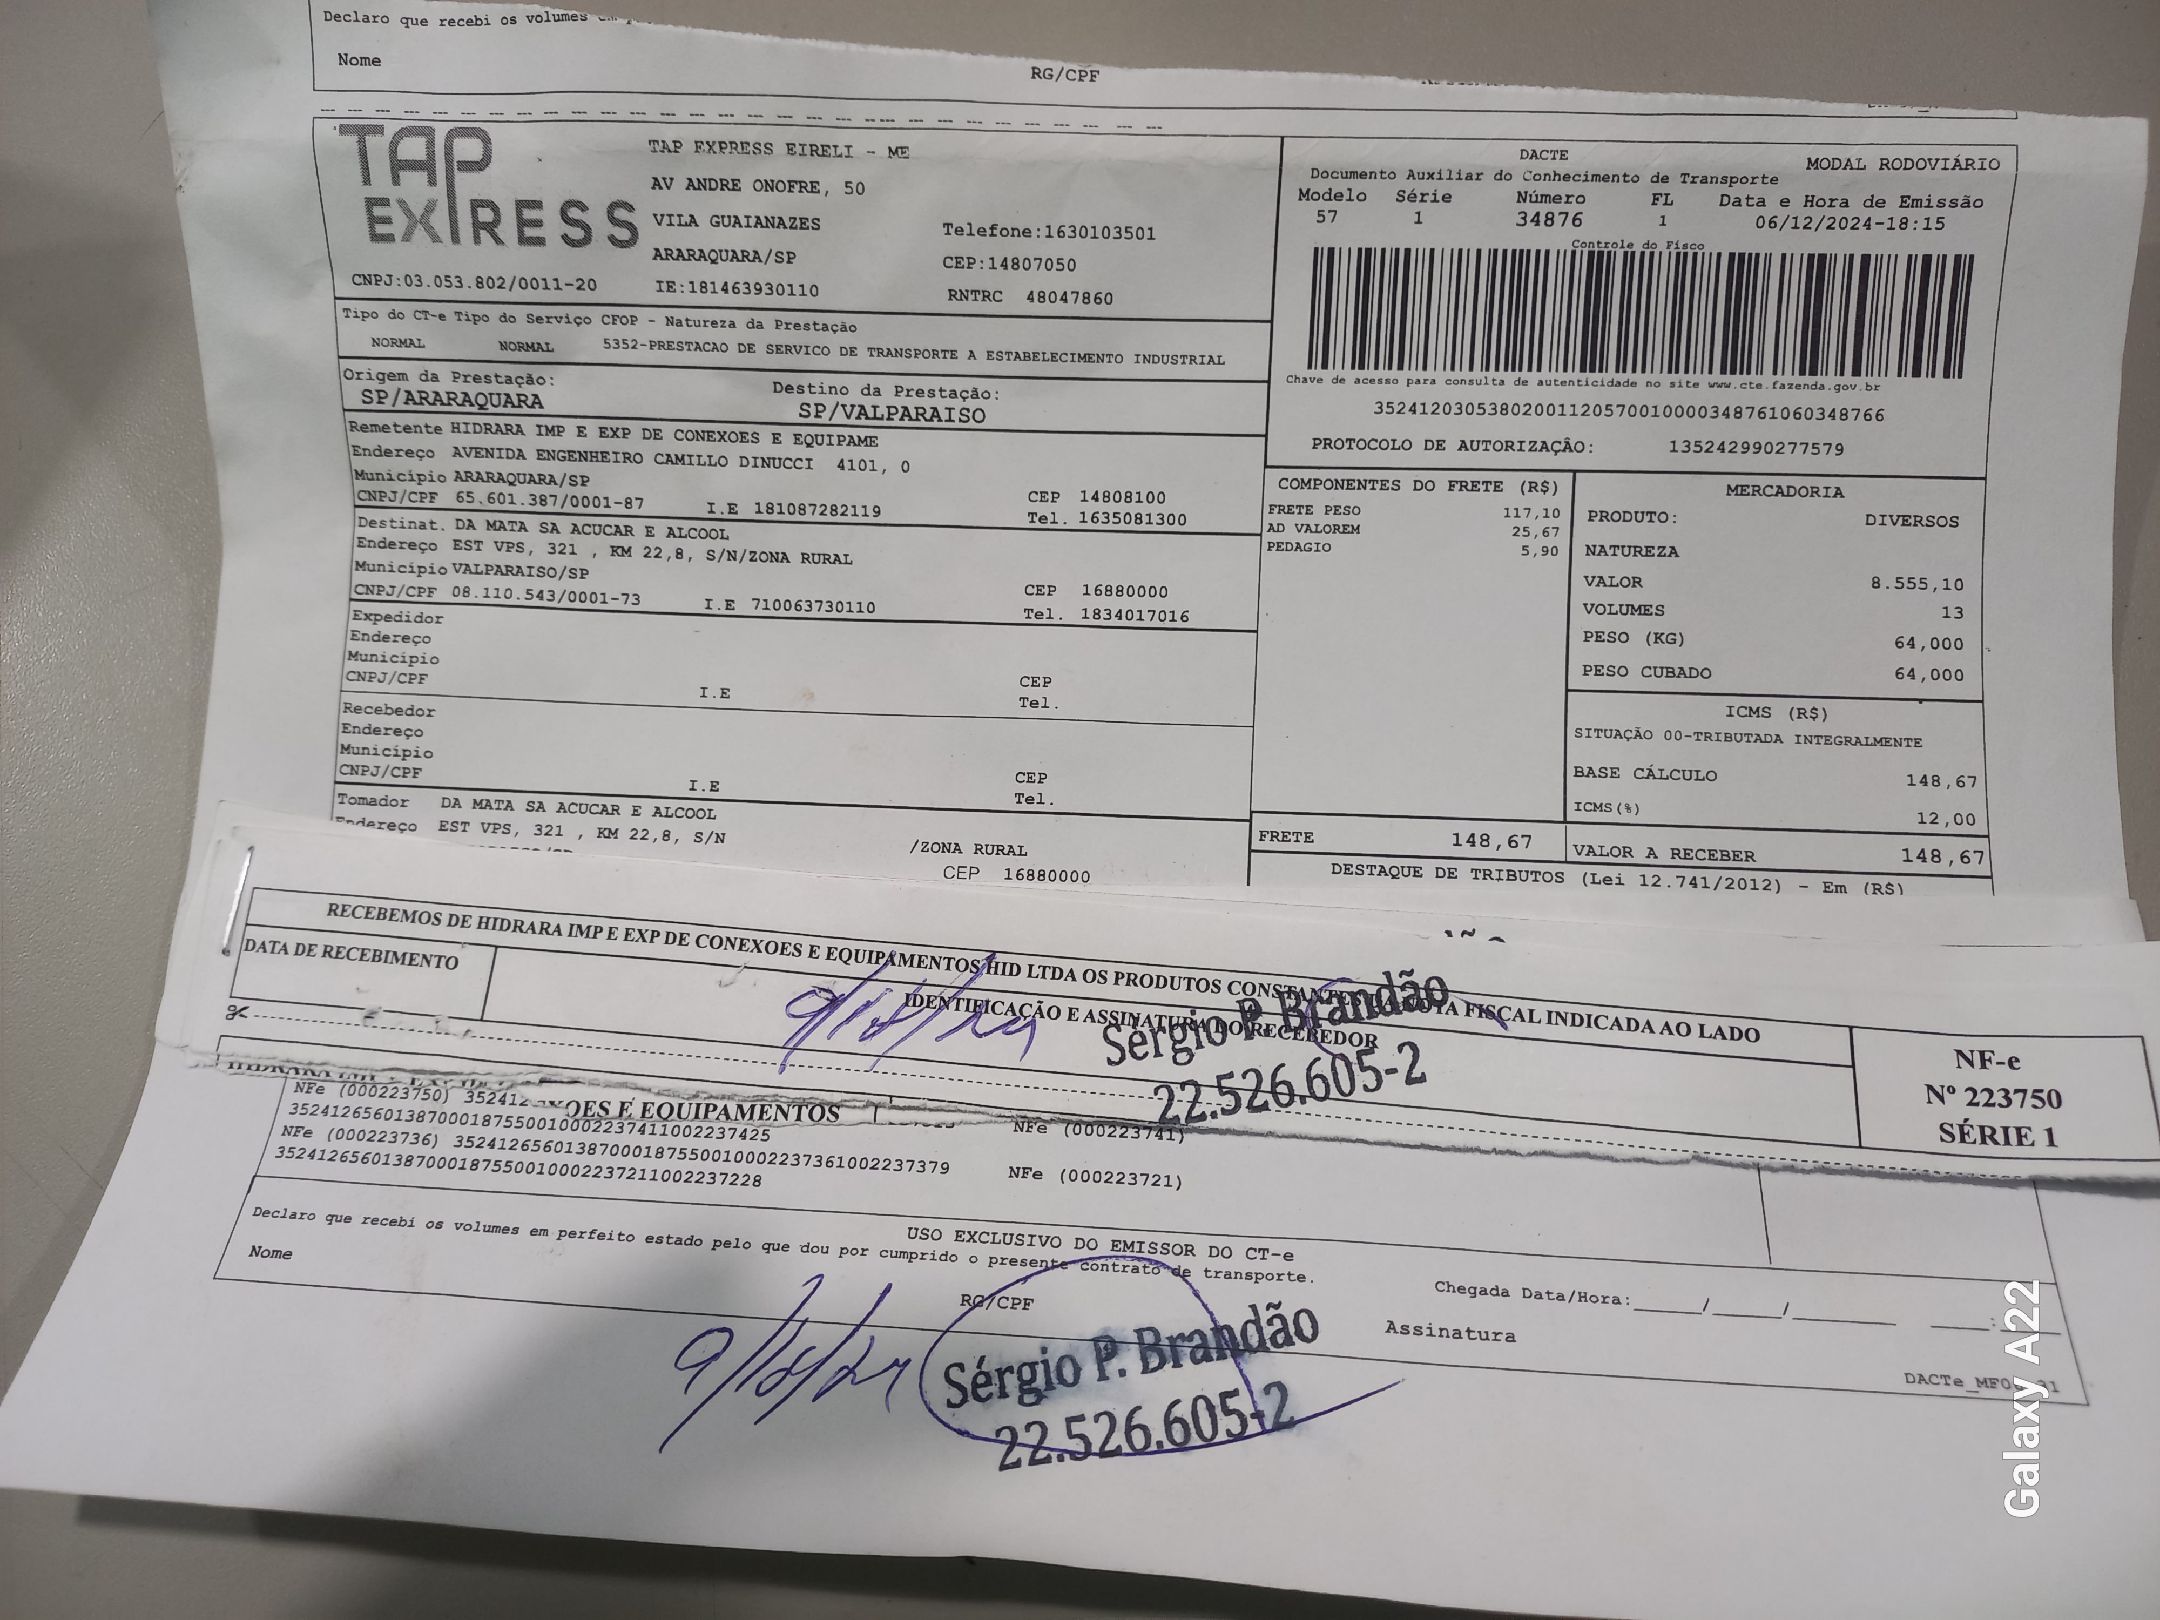 Declaro que recebi os volumes
Nome
RG/CPF
TAP EXPRESS
TAP EXPRESS EIRELI - ME
AV ANDRE ONOFRE, 50
VILA GUAIANAZES
Telefone:1630103501
ARARAQUARA/SP
CEP:14807050
CNPJ:03.053.802/0011-20 IE:181463930110 RNTRC 48047860
DACTE MODAL RODOVIÁRIO
Documento Auxiliar do Conhecimento de Transporte
Modelo Série Número FL Data e Hora de Emissão
57 1 34876 1 06/12/2024-18:15
Controle do Fisco
Chave de acesso para consulta de autenticidade no site www.cte.fazenda.gov.br
35241203053802001120570010000348761060348766
PROTOCOLO DE AUTORIZAÇÂO: 135242990277579
Tipo do CT-e Tipo do Serviço CFOP - Natureza da Prestação
NORMAL NORMAL 5352-PRESTACAO DE SERVICO DE TRANSPORTE A ESTABELECIMENTO INDUSTRIAL
Origem da Prestação: Destino da Prestação:
SP/ARARAQUARA SP/VALPARAISO
Remetente HIDRARA IMP E EXP DE CONEXOES E EQUIPAME
Endereço AVENIDA ENGENHEIRO CAMILLO DINUCCI 4101, 0
Município ARARAQUARA/SP CEP 14808100
CNPJ/CPF 65.601.387/0001-87 I.E 181087282119 Tel. 1635081300
Destinat. DA MATA SA ACUCAR E ALCOOL
Endereço EST VPS, 321 , KM 22,8, S/N/ZONA RURAL
Município VALPARAISO/SP CEP 16880000
CNPJ/CPF 08.110.543/0001-73 I.E 710063730110 Tel. 1834017016
Expedidor
Endereço
Município CEP
CNPJ/CPF I.E Tel.
Recebedor
Endereço
Município CEP
CNPJ/CPF I.E Tel.
Tomador DA MATA SA ACUCAR E ALCOOL
Endereço EST VPS, 321 , KM 22,8, S/N /ZONA RURAL
CEP 16880000
COMPONENTES DO FRETE (R$)
FRETE PESO 117,10
AD VALOREM 25,67
PEDAGIO 5,90
FRETE 148,67
MERCADORIA
PRODUTO: DIVERSOS
NATUREZA
VALOR 8.555,10
VOLUMES 13
PESO (KG) 64,000
PESO CUBADO 64,000
ICMS (R$)
SITUAÇÃO 00-TRIBUTADA INTEGRALMENTE
BASE CÁLCULO 148,67
ICMS(%) 12,00
VALOR A RECEBER 148,67
DESTAQUE DE TRIBUTOS (Lei 12.741/2012) - Em (R$)
RECEBEMOS DE HIDRARA IMP E EXP DE CONEXOES E EQUIPAMENTOS HID LTDA OS PRODUTOS CONSTANTES DA NOTA FISCAL INDICADA AO LADO
DATA DE RECEBIMENTO
IDENTIFICAÇÃO E ASSINATURA DO RECEBEDOR
9/12/24
Sérgio P. Brandão
22.526.605-2
NF-e
Nº 223750
SÉRIE 1
OES E EQUIPAMENTOS
NFe (000223750) 352412
35241265601387000187550010002237411002237425 NFe (000223741)
NFe (000223736) 35241265601387000187550010002237361002237379 NFe (000223721)
35241265601387000187550010002237211002237228
USO EXCLUSIVO DO EMISSOR DO CT-e
Declaro que recebi os volumes em perfeito estado pelo que dou por cumprido o presente contrato de transporte.
Nome
RG/CPF
Chegada Data/Hora:_____/_____/_______ ____:____
Assinatura
9/12/24
Sérgio P. Brandão
22.526.605-2
Galaxy A22